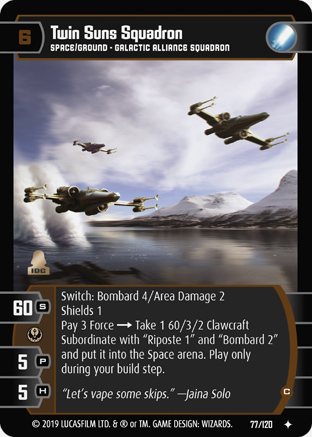 6
Twin Suns Squadron
SPACE/GROUND - GALACTIC ALLIANCE SQUADRON
IDC
60 S
5 P
5 H
Switch: Bombard 4/Area Damage 2
Shields 1
Pay 3 Force → Take 1 60/3/2 Clawcraft
Subordinate with "Riposte 1" and "Bombard 2"
and put it into the Space arena. Play only
during your build step.
"Let's vape some skips." —Jaina Solo
C
© 2019 LUCASFILM LTD. & ® or TM. GAME DESIGN: WIZARDS. 77/120